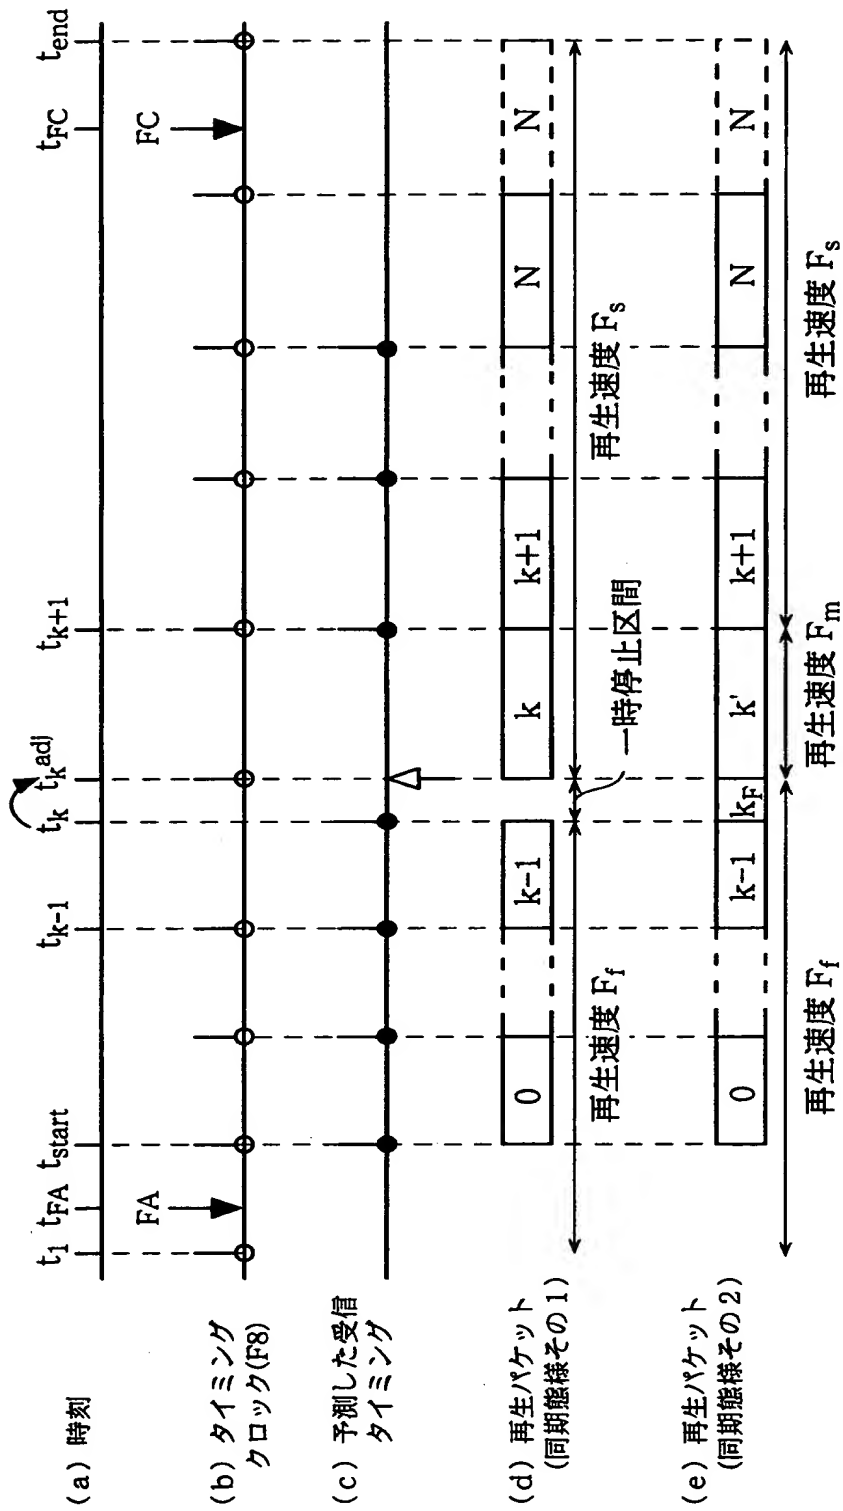 (a) 時刻
t1 tFA tstart tk-1 tk tkadj tk+1 tFC tend
(b) タイミング
クロック(F8)
FA FC
(c) 予測した受信
タイミング
(d) 再生パケット
(同期態様その1)
0 k-1 k k+1 N N
再生速度 Ff 一時停止区間 再生速度 Fs
(e) 再生パケット
(同期態様その2)
0 k-1 kF k' k+1 N N
再生速度 Ff 再生速度 Fm 再生速度 Fs